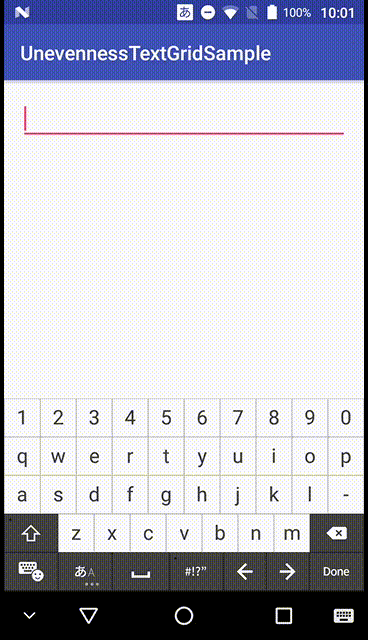 あ 100% 10:01
UnevennessTextGridSample
1 2 3 4 5 6 7 8 9 0
q w e r t y u i o p
a s d f g h j k l -
z x c v b n m
あA #!?" Done